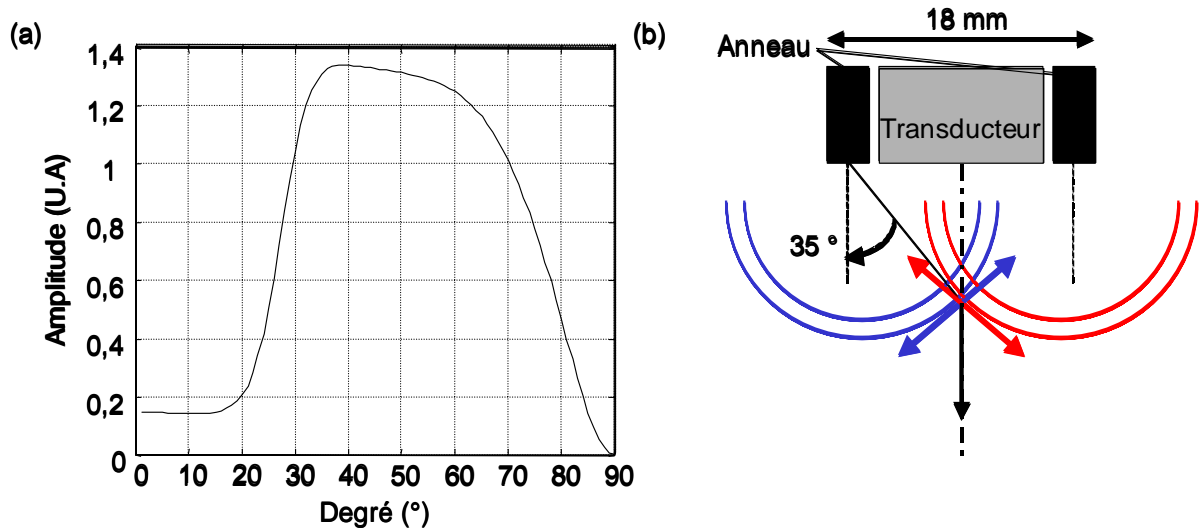 (a)
1,4
1,2
1
0,8
0,6
0,4
0,2
0
Amplitude (U.A)
0 10 20 30 40 50 60 70 80 90
Degré (°)
(b)
18 mm
Anneau
Transducteur
35 °